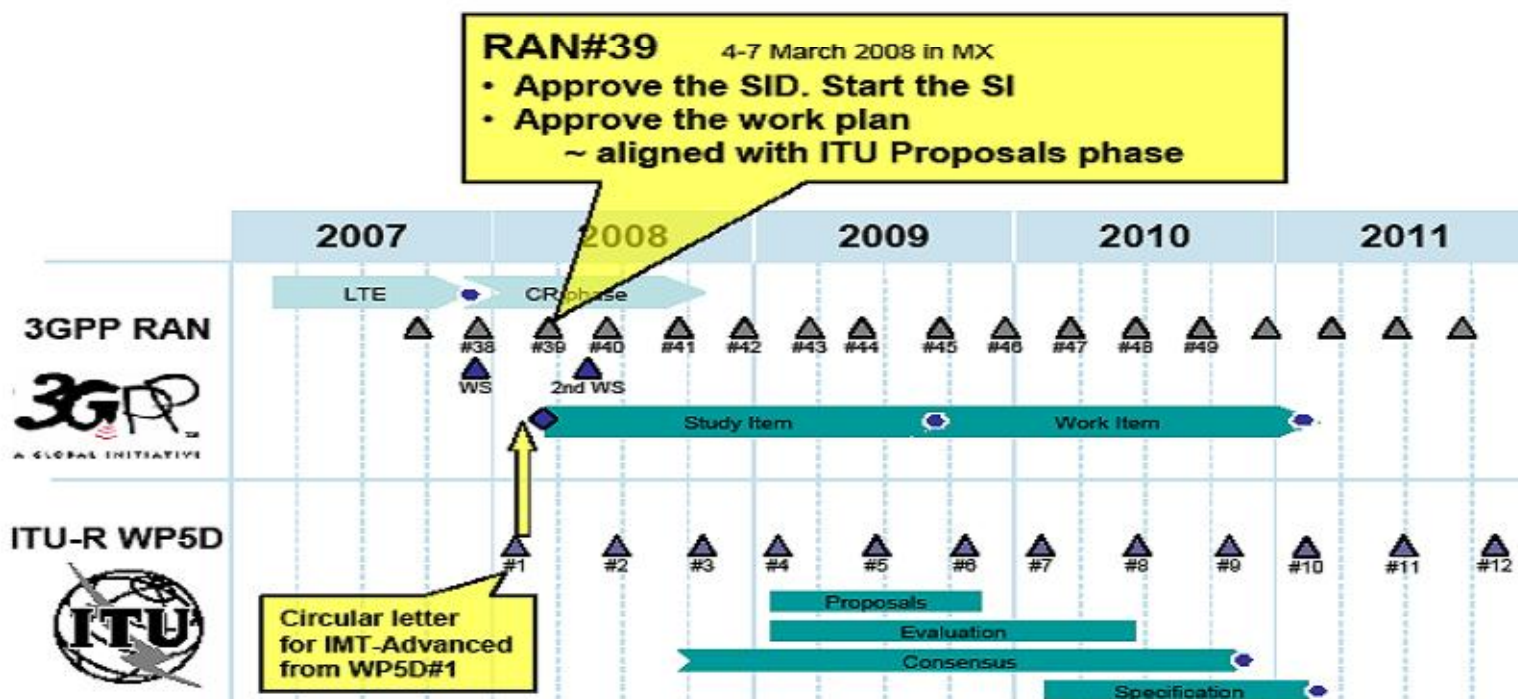 RAN#39 4-7 March 2008 in MX
• Approve the SID. Start the SI
• Approve the work plan
~ aligned with ITU Proposals phase
2007 2008 2009 2010 2011
LTE CR phase
3GPP RAN
#38 #39 #40 #41 #42 #43 #44 #45 #46 #47 #48 #49
WS 2nd WS
3GPP
TM
A GLOBAL INITIATIVE
Study Item Work Item
ITU-R WP5D
#1 #2 #3 #4 #5 #6 #7 #8 #9 #10 #11 #12
ITU
Circular letter
for IMT-Advanced
from WP5D#1
Proposals
Evaluation
Consensus
Specification